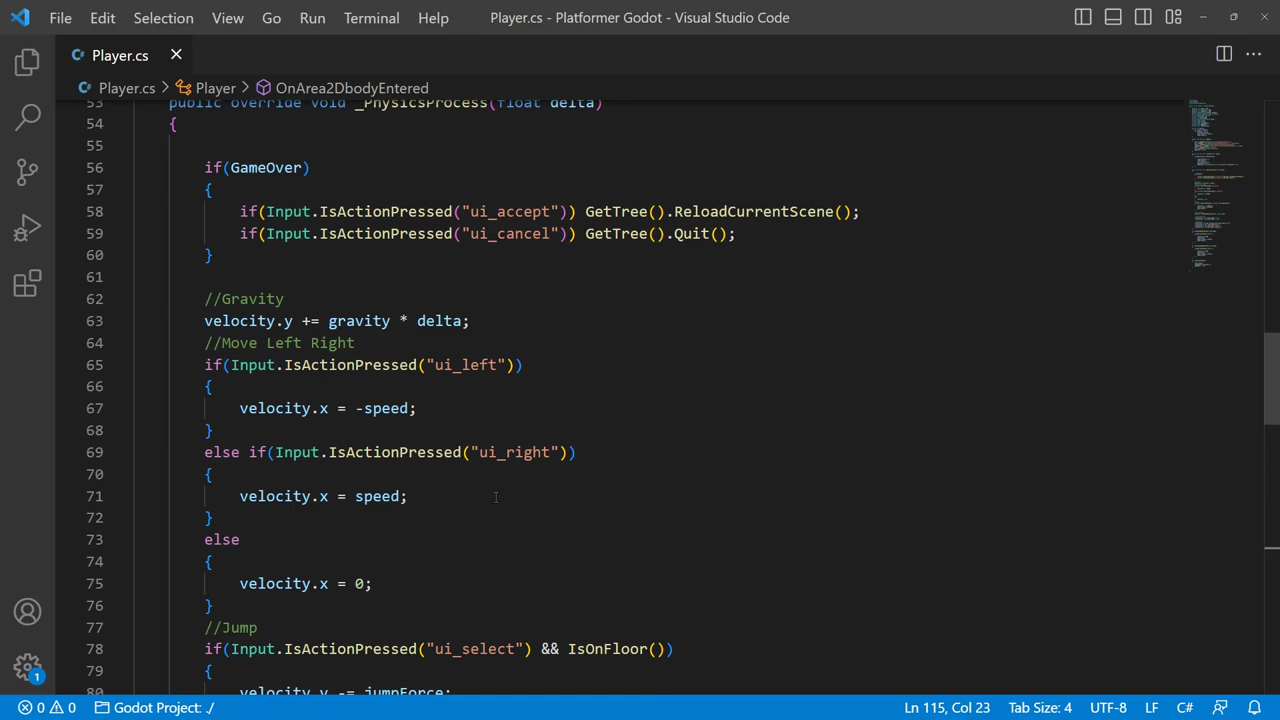 File Edit Selection View Go Run Terminal Help Player.cs - Platformer Godot - Visual Studio Code
Player.cs
Player.cs > Player > OnArea2DbodyEntered
53 public override void _PhysicsProcess(float delta)
54 {
55
56 if(GameOver)
57 {
58 if(Input.IsActionPressed("ui_accept")) GetTree().ReloadCurrentScene();
59 if(Input.IsActionPressed("ui_cancel")) GetTree().Quit();
60 }
61
62 //Gravity
63 velocity.y += gravity * delta;
64 //Move Left Right
65 if(Input.IsActionPressed("ui_left"))
66 {
67 velocity.x = -speed;
68 }
69 else if(Input.IsActionPressed("ui_right"))
70 {
71 velocity.x = speed;
72 }
73 else
74 {
75 velocity.x = 0;
76 }
77 //Jump
78 if(Input.IsActionPressed("ui_select") && IsOnFloor())
79 {
80 velocity.y -= jumpForce;
1
0 0 Godot Project: ./ Ln 115, Col 23 Tab Size: 4 UTF-8 LF C#